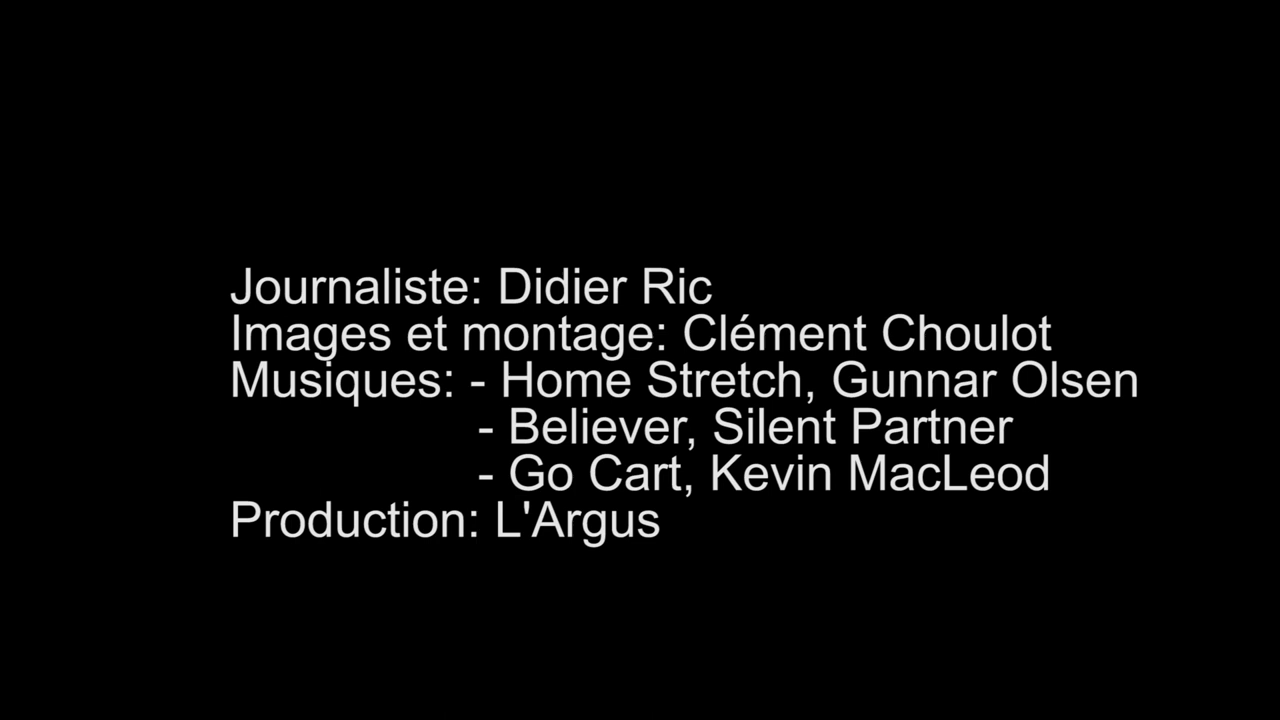 Journaliste: Didier Ric
Images et montage: Clément Choulot
Musiques: - Home Stretch, Gunnar Olsen
- Believer, Silent Partner
- Go Cart, Kevin MacLeod
Production: L'Argus